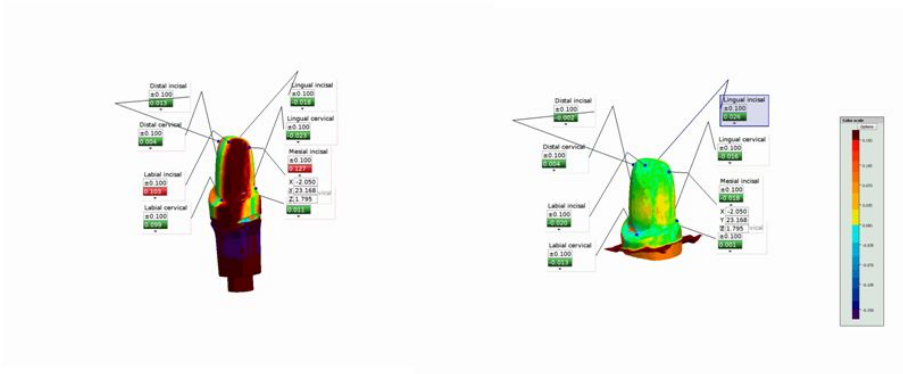 Distal incisal
±0.100
0.013
Distal cervical
±0.100
0.004
Labial incisal
±0.100
0.103
Labial cervical
±0.100
0.099
Lingual incisal
±0.100
-0.018
Lingual cervical
±0.100
-0.023
Mesial incisal
±0.100
0.127
X -2.050
23.168
Z 1.795
0.011
Distal incisal
±0.100
-0.002
Distal cervical
±0.100
0.004
Labial incisal
±0.100
-0.020
Labial cervical
±0.100
-0.013
Lingual incisal
±0.100
0.026
Lingual cervical
±0.100
-0.016
Mesial incisal
±0.100
-0.018
X -2.050
Y 23.168
Z 1.795
±0.100
0.001
Color scale
Options